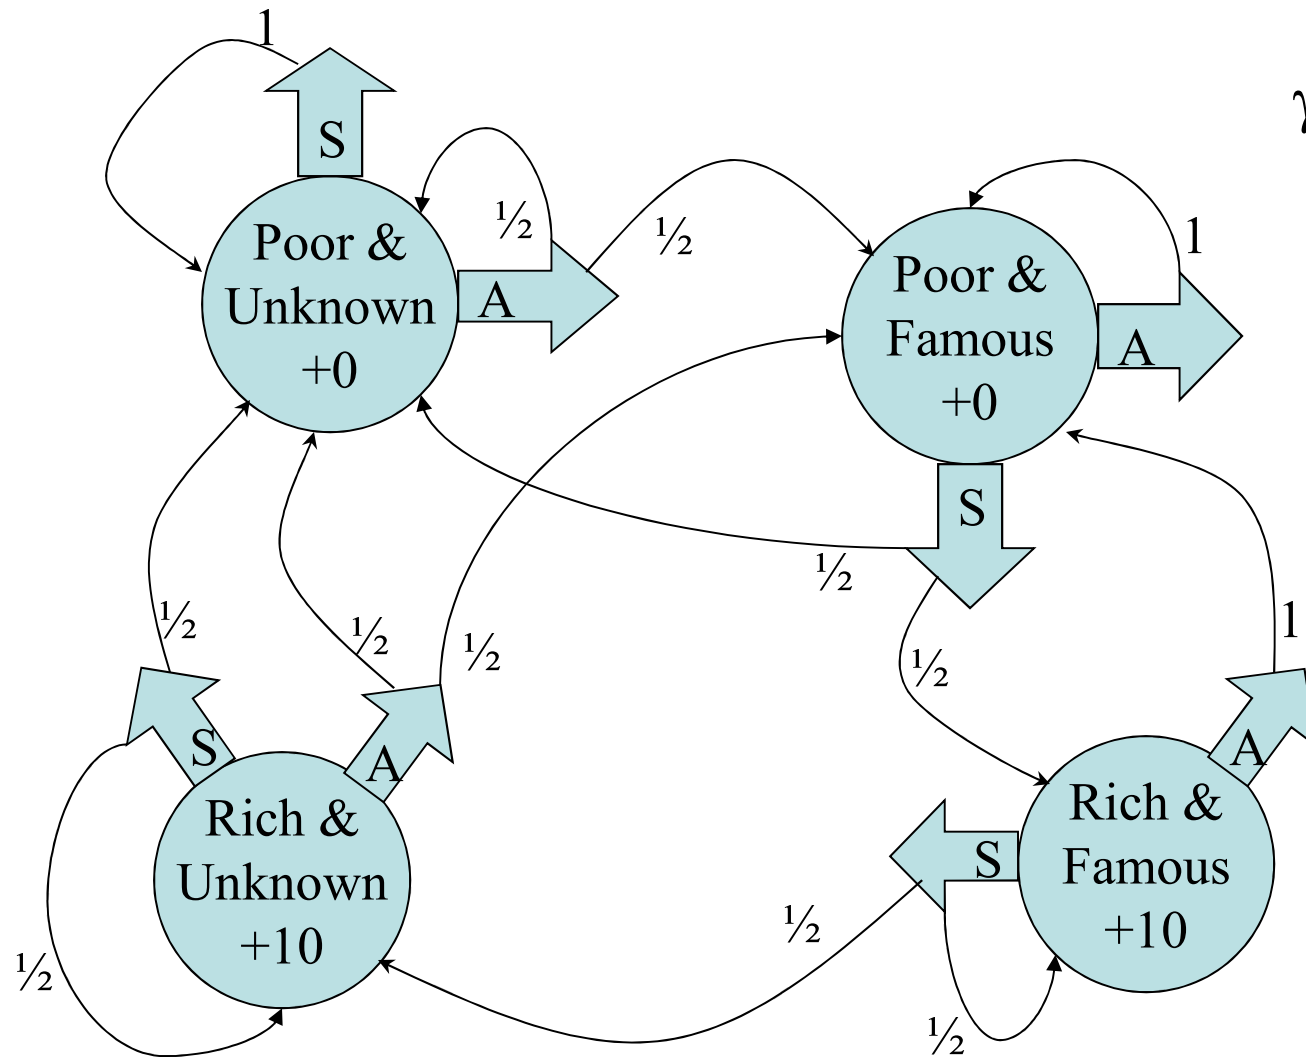 1
γ
S
½
½
1
Poor &
Unknown
+0
A
Poor &
Famous
+0
A
S
½
½
½
½
½
1
S
A
Rich &
Unknown
+10
S
A
Rich &
Famous
+10
½
½
½